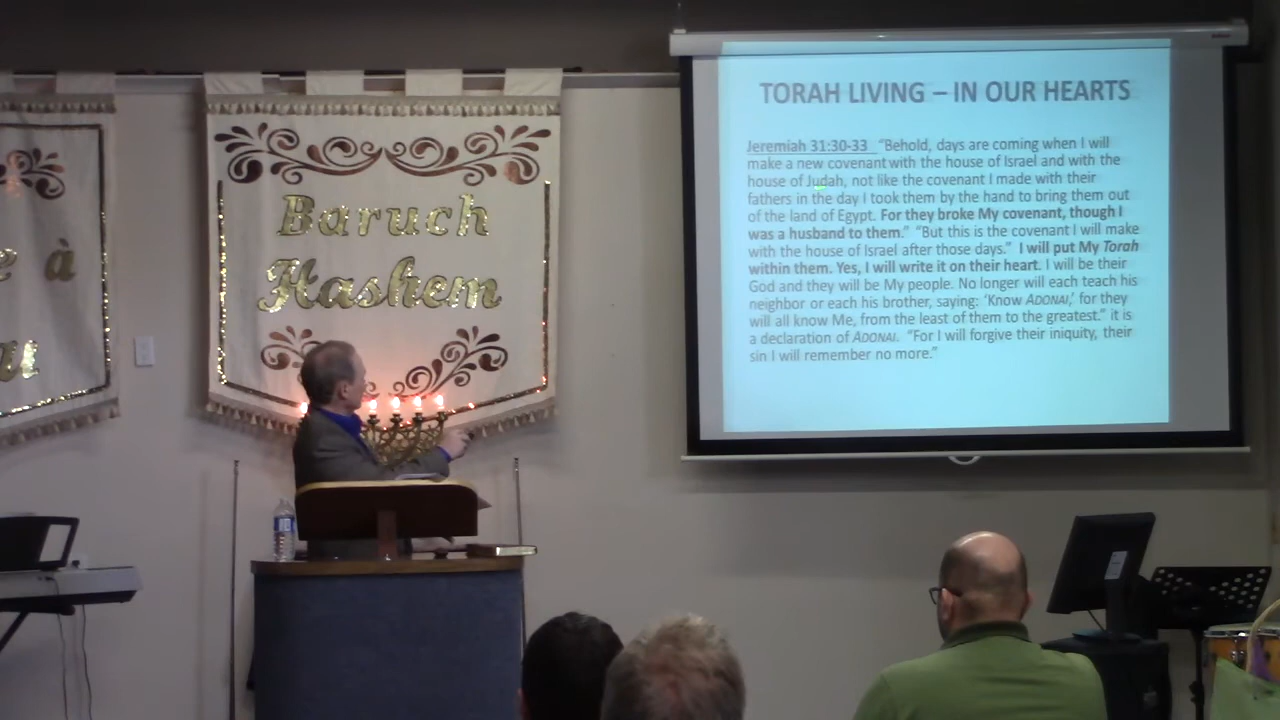 e à
Baruch
Hashem
TORAH LIVING – IN OUR HEARTS
Jeremiah 31:30-33 “Behold, days are coming when I will
make a new covenant with the house of Israel and with the
house of Judah, not like the covenant I made with their
fathers in the day I took them by the hand to bring them out
of the land of Egypt. For they broke My covenant, though I
was a husband to them.” “But this is the covenant I will make
with the house of Israel after those days.” I will put My Torah
within them. Yes, I will write it on their heart. I will be their
God and they will be My people. No longer will each teach his
neighbor or each his brother, saying: ‘Know ADONAI,’ for they
will all know Me, from the least of them to the greatest.” it is
a declaration of ADONAI. “For I will forgive their iniquity, their
sin I will remember no more.”